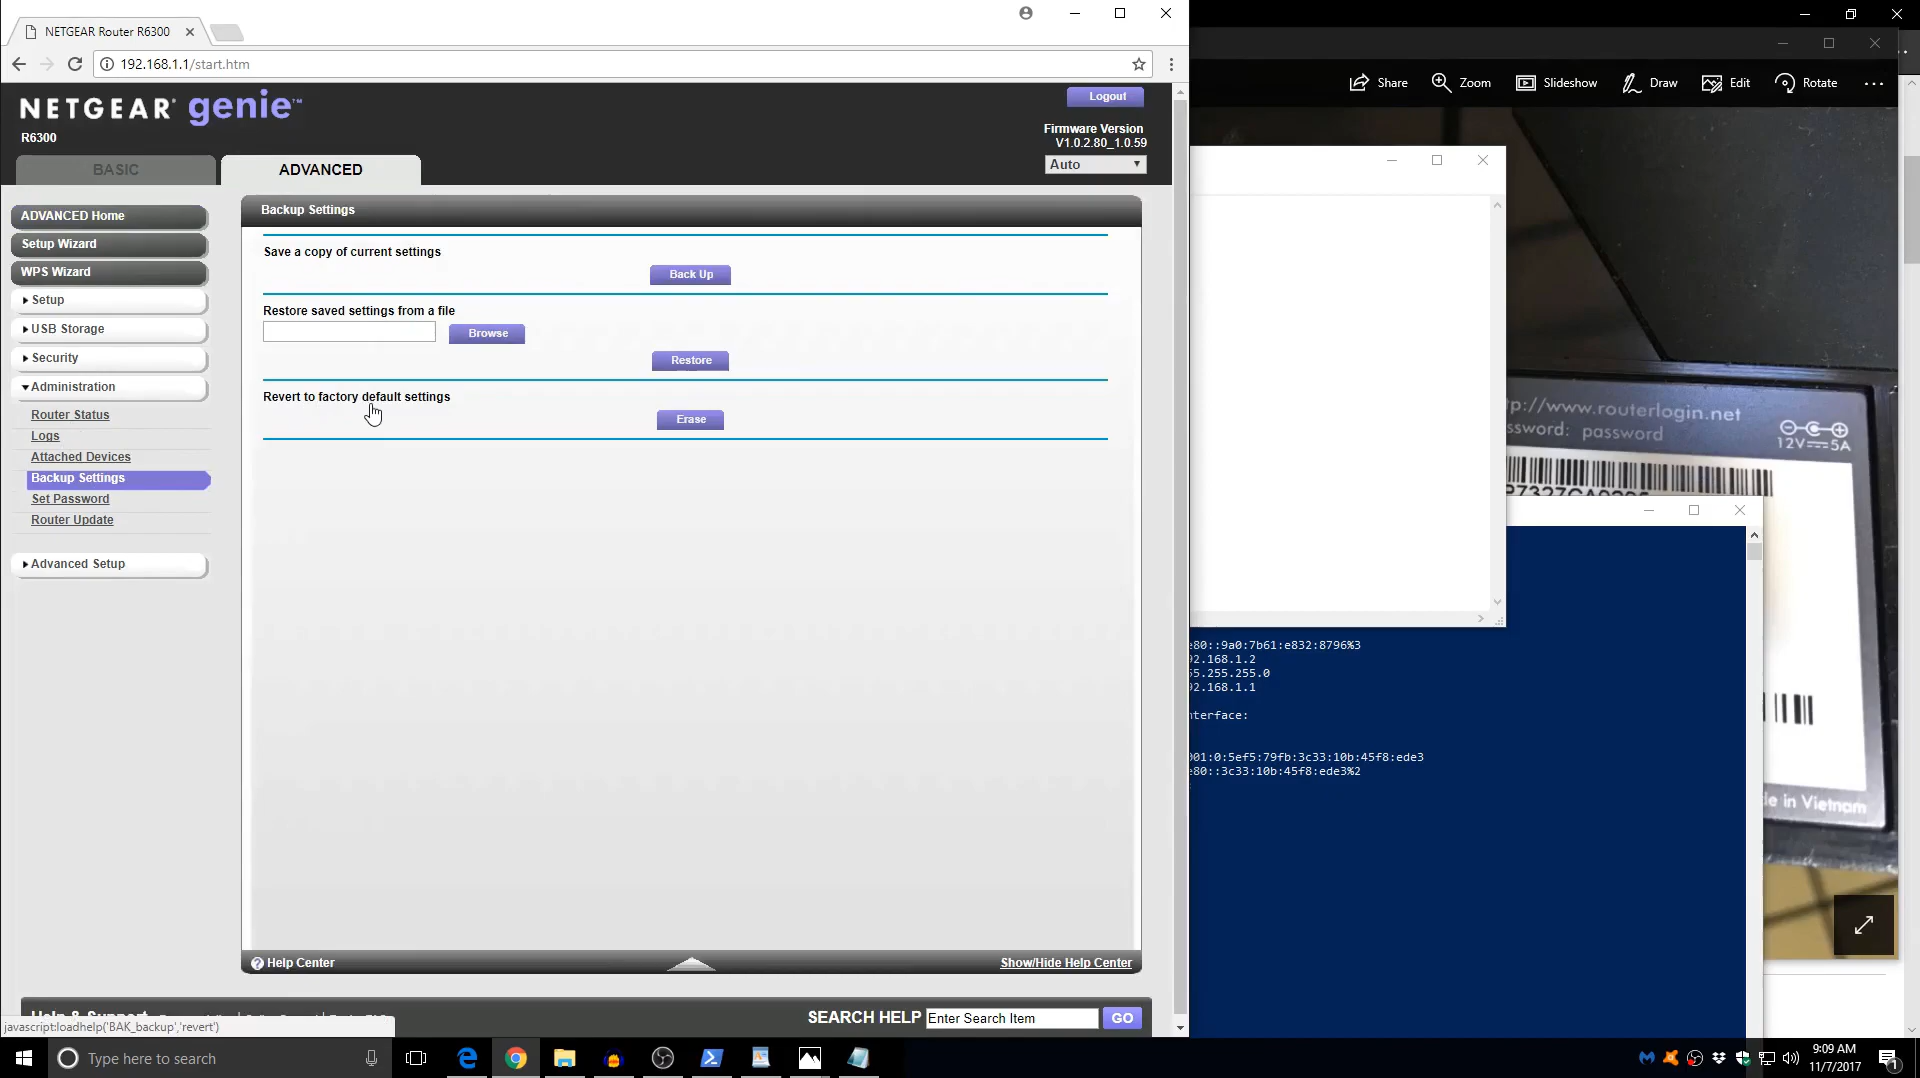 NETGEAR Router R6300
192.168.1.1/start.htm
NETGEAR® genie™
R6300
Logout
Firmware Version
V1.0.2.80_1.0.59
Auto
BASIC
ADVANCED
ADVANCED Home
Setup Wizard
WPS Wizard
Setup
USB Storage
Security
Administration
Router Status
Logs
Attached Devices
Backup Settings
Set Password
Router Update
Advanced Setup
Backup Settings
Save a copy of current settings
Back Up
Restore saved settings from a file
Browse
Restore
Revert to factory default settings
Erase
? Help Center
Show/Hide Help Center
SEARCH HELP
Enter Search Item
GO
javascript:loadhelp('BAK_backup','revert')
Share
Zoom
Slideshow
Draw
Edit
Rotate
p://www.routerlogin.net
ssword: password
12V 5A
de in Vietnam
e80::9a0:7b61:e832:8796%3
92.168.1.2
55.255.255.0
92.168.1.1
nterface:
001:0:5ef5:79fb:3c33:10b:45f8:ede3
e80::3c33:10b:45f8:ede3%2
Type here to search
9:09 AM
11/7/2017
1